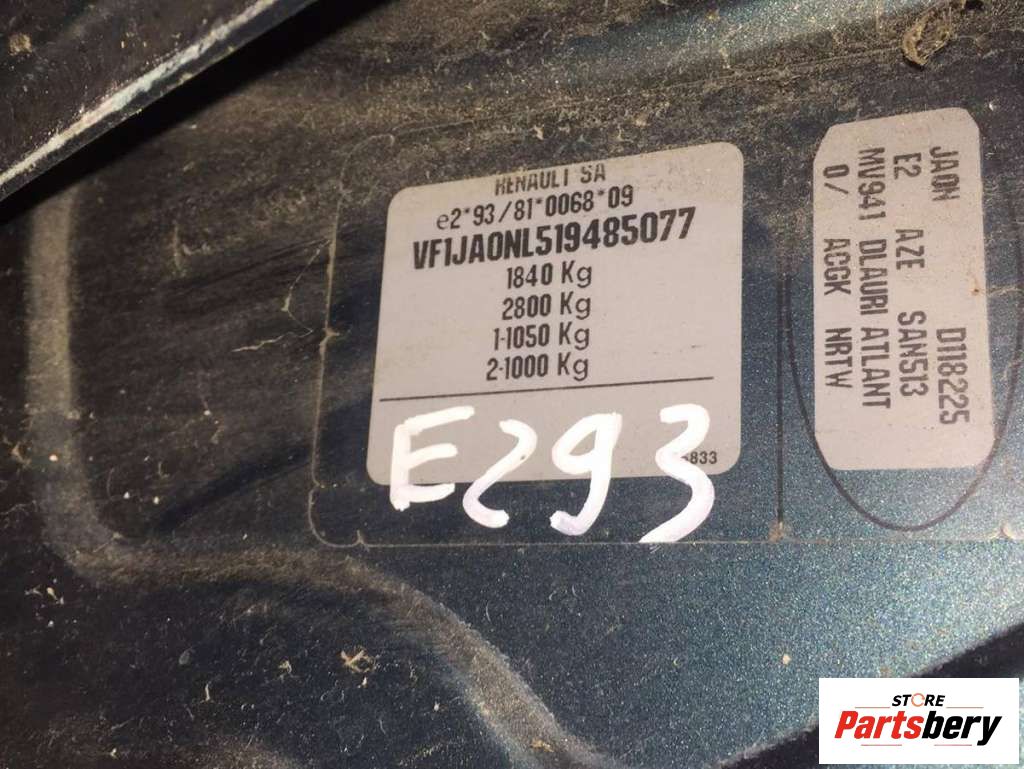 RENAULT SA
e2*93/81*0068*09
VF1JA0NL519485077
1840 Kg
2800 Kg
1-1050 Kg
2-1000 Kg
833
E293
JA0N D118225
E2 AZE SAN513
MV941 DLAURI ATLANT
0/ ACGK NRTW
STORE
Partsbery